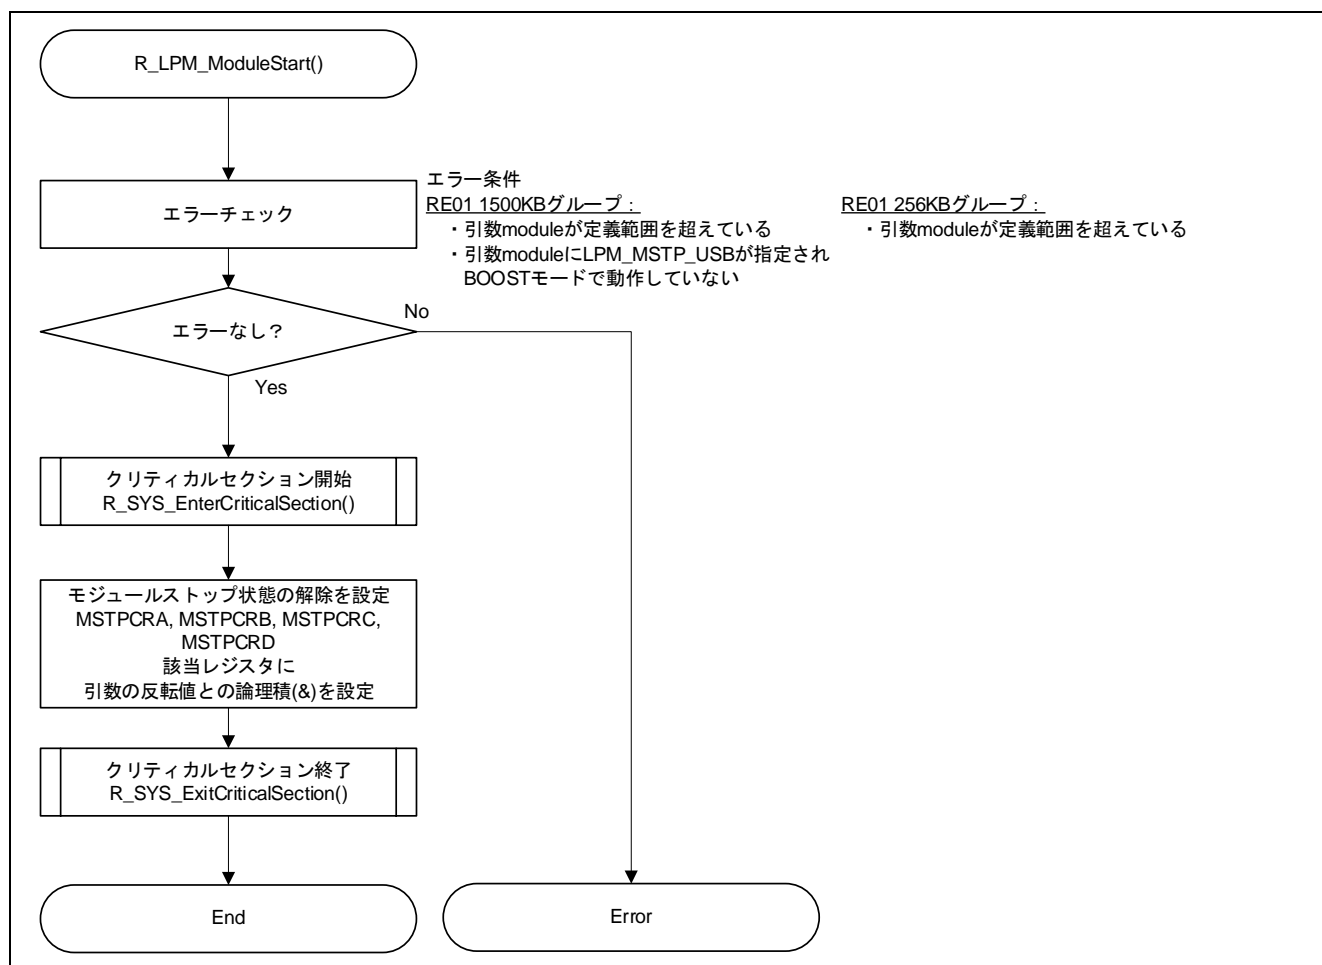 R_LPM_ModuleStart()
エラーチェック
エラー条件
RE01 1500KBグループ：
・引数moduleが定義範囲を超えている
・引数moduleにLPM_MSTP_USBが指定され
BOOSTモードで動作していない
RE01 256KBグループ：
・引数moduleが定義範囲を超えている
エラーなし？
No
Yes
クリティカルセクション開始
R_SYS_EnterCriticalSection()
モジュールストップ状態の解除を設定
MSTPCRA, MSTPCRB, MSTPCRC,
MSTPCRD
該当レジスタに
引数の反転値との論理積(&)を設定
クリティカルセクション終了
R_SYS_ExitCriticalSection()
End
Error